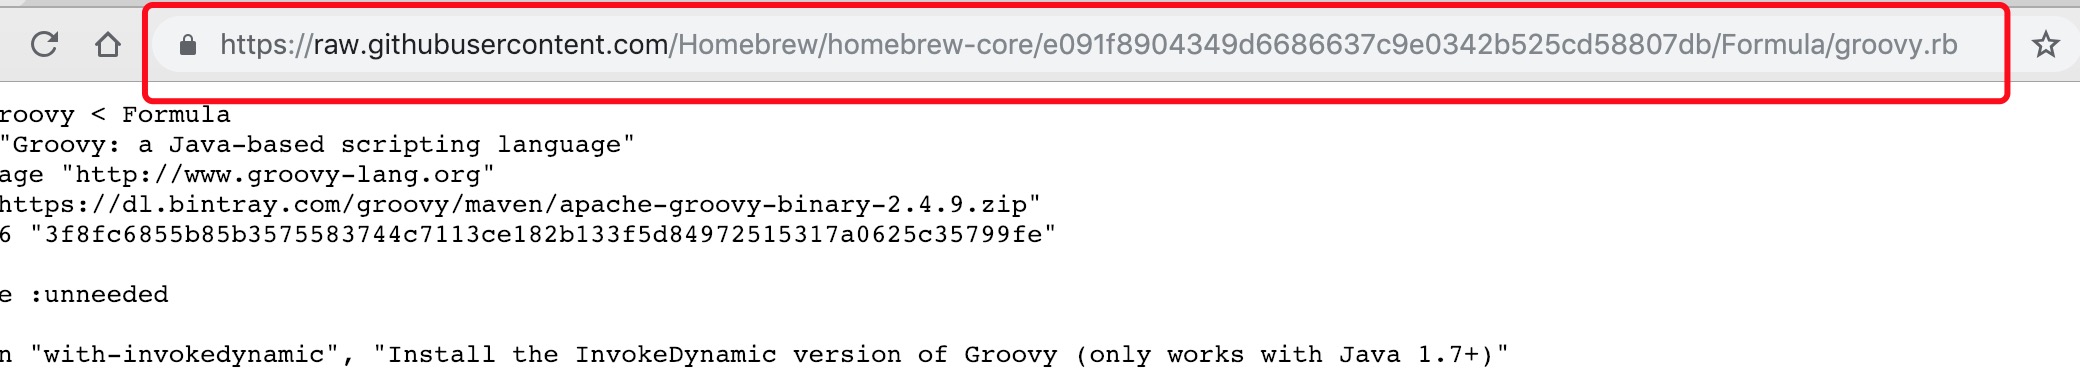 https://raw.githubusercontent.com/Homebrew/homebrew-core/e091f8904349d6686637c9e0342b525cd58807db/Formula/groovy.rb
roovy < Formula
"Groovy: a Java-based scripting language"
age "http://www.groovy-lang.org"
https://dl.bintray.com/groovy/maven/apache-groovy-binary-2.4.9.zip"
6 "3f8fc6855b85b3575583744c7113ce182b133f5d84972515317a0625c35799fe"
e :unneeded
n "with-invokedynamic", "Install the InvokeDynamic version of Groovy (only works with Java 1.7+)"